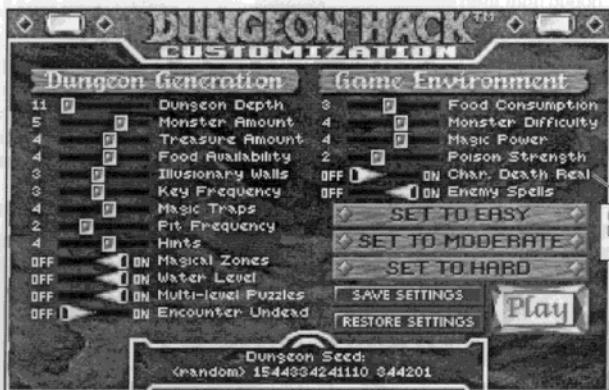 DUNGEON HACK™
CUSTOMIZATION
Dungeon Generation
11 Dungeon Depth
5 Monster Amount
4 Treasure Amount
4 Food Availability
3 Illusionary Walls
3 Key Frequency
4 Magic Traps
2 Pit Frequency
4 Hints
OFF ON Magical Zones
OFF ON Water Level
OFF ON Multi-level Puzzles
OFF ON Encounter Undead
Game Environment
3 Food Consumption
4 Monster Difficulty
4 Magic Power
2 Poison Strength
OFF ON Char. Death Real
OFF ON Enemy Spells
SET TO EASY
SET TO MODERATE
SET TO HARD
SAVE SETTINGS
RESTORE SETTINGS
Play
Dungeon Seed:
<random> 1544334241110 344201